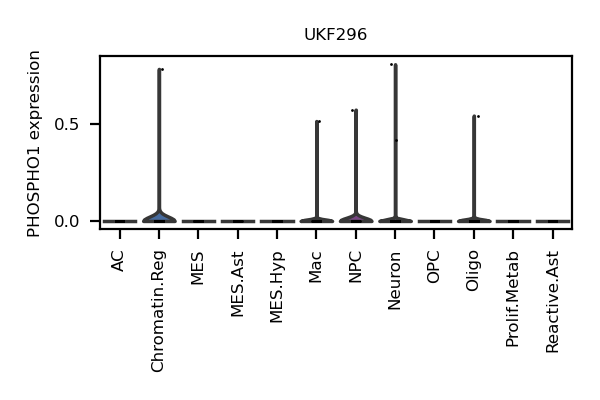 UKF296
PHOSPHO1 expression
0.5
0.0
AC
Chromatin.Reg
MES
MES.Ast
MES.Hyp
Mac
NPC
Neuron
OPC
Oligo
Prolif.Metab
Reactive.Ast